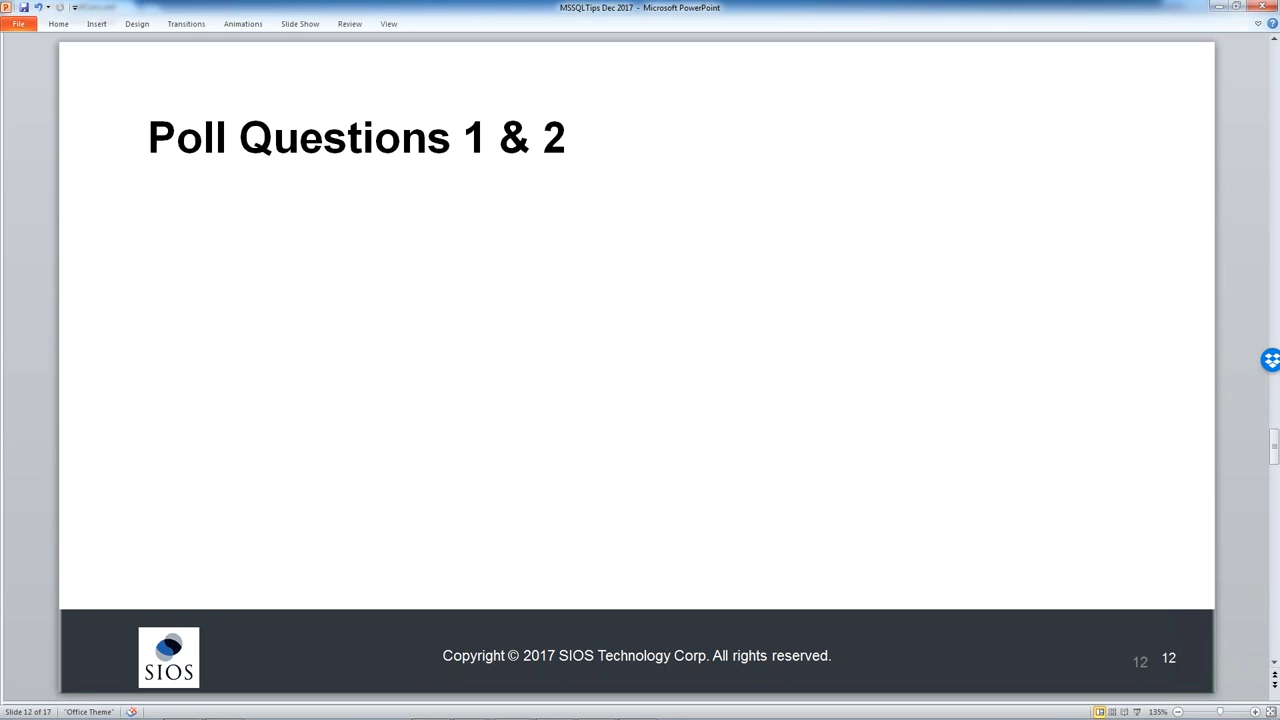 MSSQLTips Dec 2017 - Microsoft PowerPoint
File Home Insert Design Transitions Animations Slide Show Review View
Poll Questions 1 & 2
SIOS
Copyright © 2017 SIOS Technology Corp. All rights reserved.
12 12
Slide 12 of 17 "Office Theme" 135%